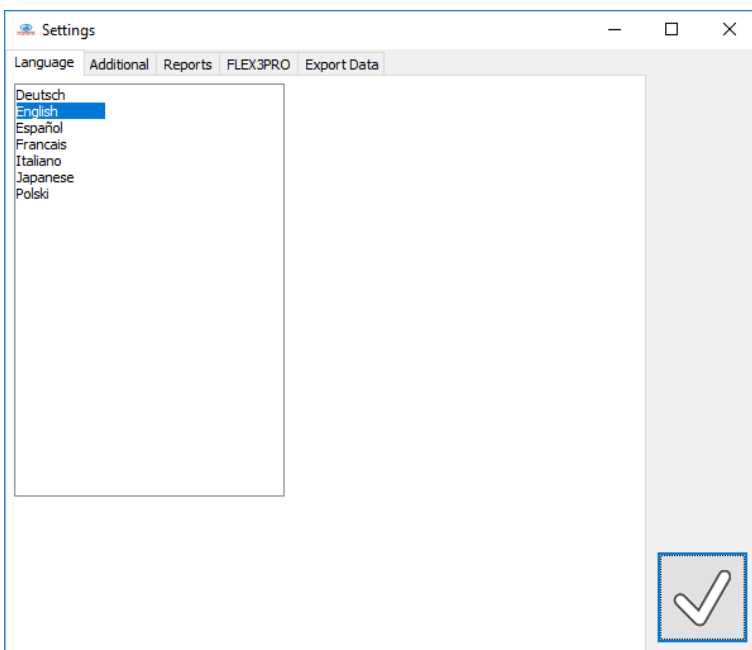 Settings
Language Additional Reports FLEX3PRO Export Data
Deutsch
English
Español
Francais
Italiano
Japanese
Polski